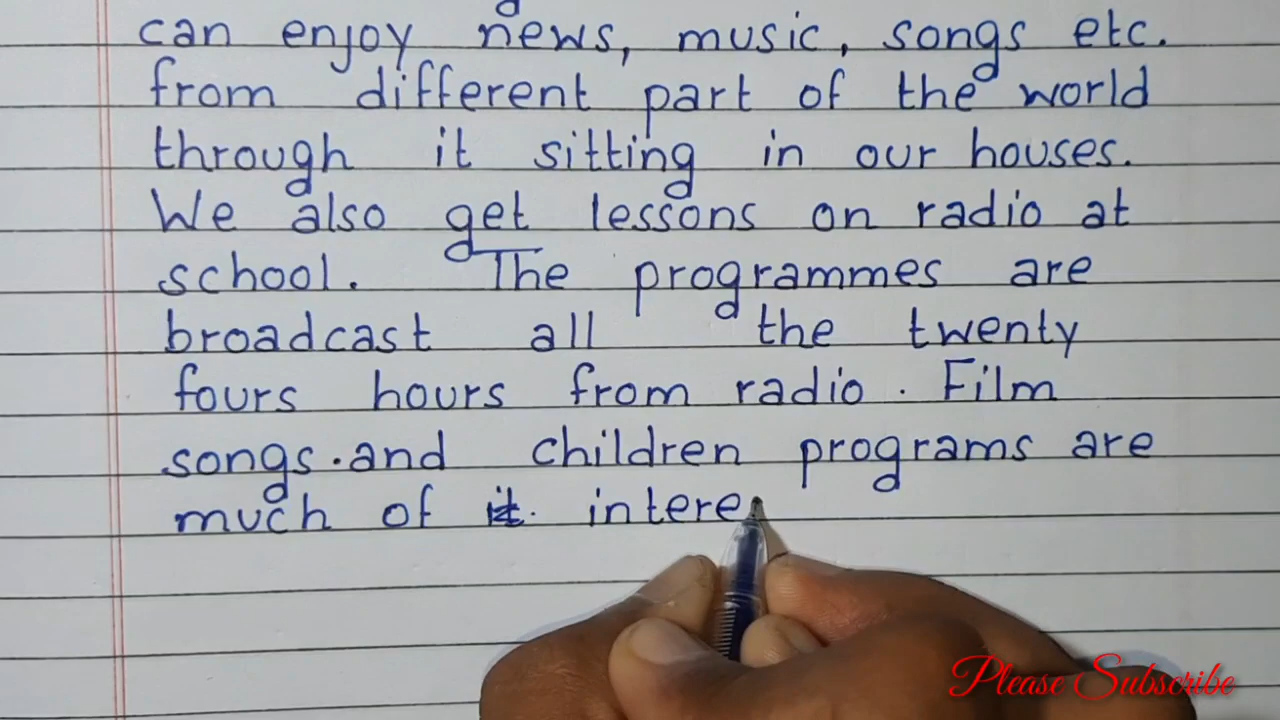 can enjoy news, music, songs etc.
from different part of the world
through it sitting in our houses.
We also get lessons on radio at
school. The programmes are
broadcast all the twenty
fours hours from radio. Film
songs.and children programs are
much of it. intere
Please Subscribe